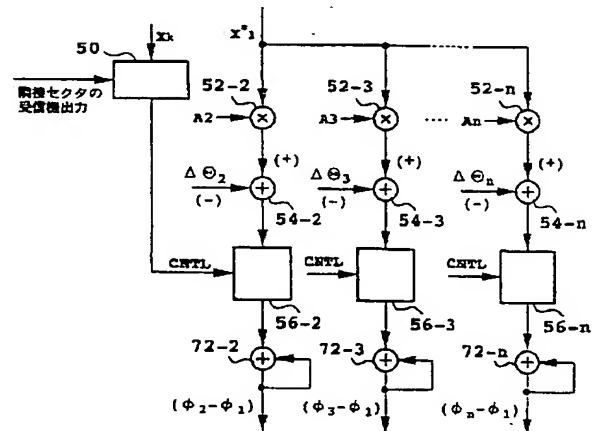 50
Xk
X*1
隣接セクタの
受信機出力
52-2
52-3
52-n
A2
A3
An
×
×
×
(+)
(+)
(+)
ΔΘ2
ΔΘ3
ΔΘn
(-)
(-)
(-)
+
+
+
54-2
54-3
54-n
CNTL
CNTL
CNTL
56-2
56-3
56-n
72-2
72-3
72-n
+
+
+
(φ2-φ1)
(φ3-φ1)
(φn-φ1)